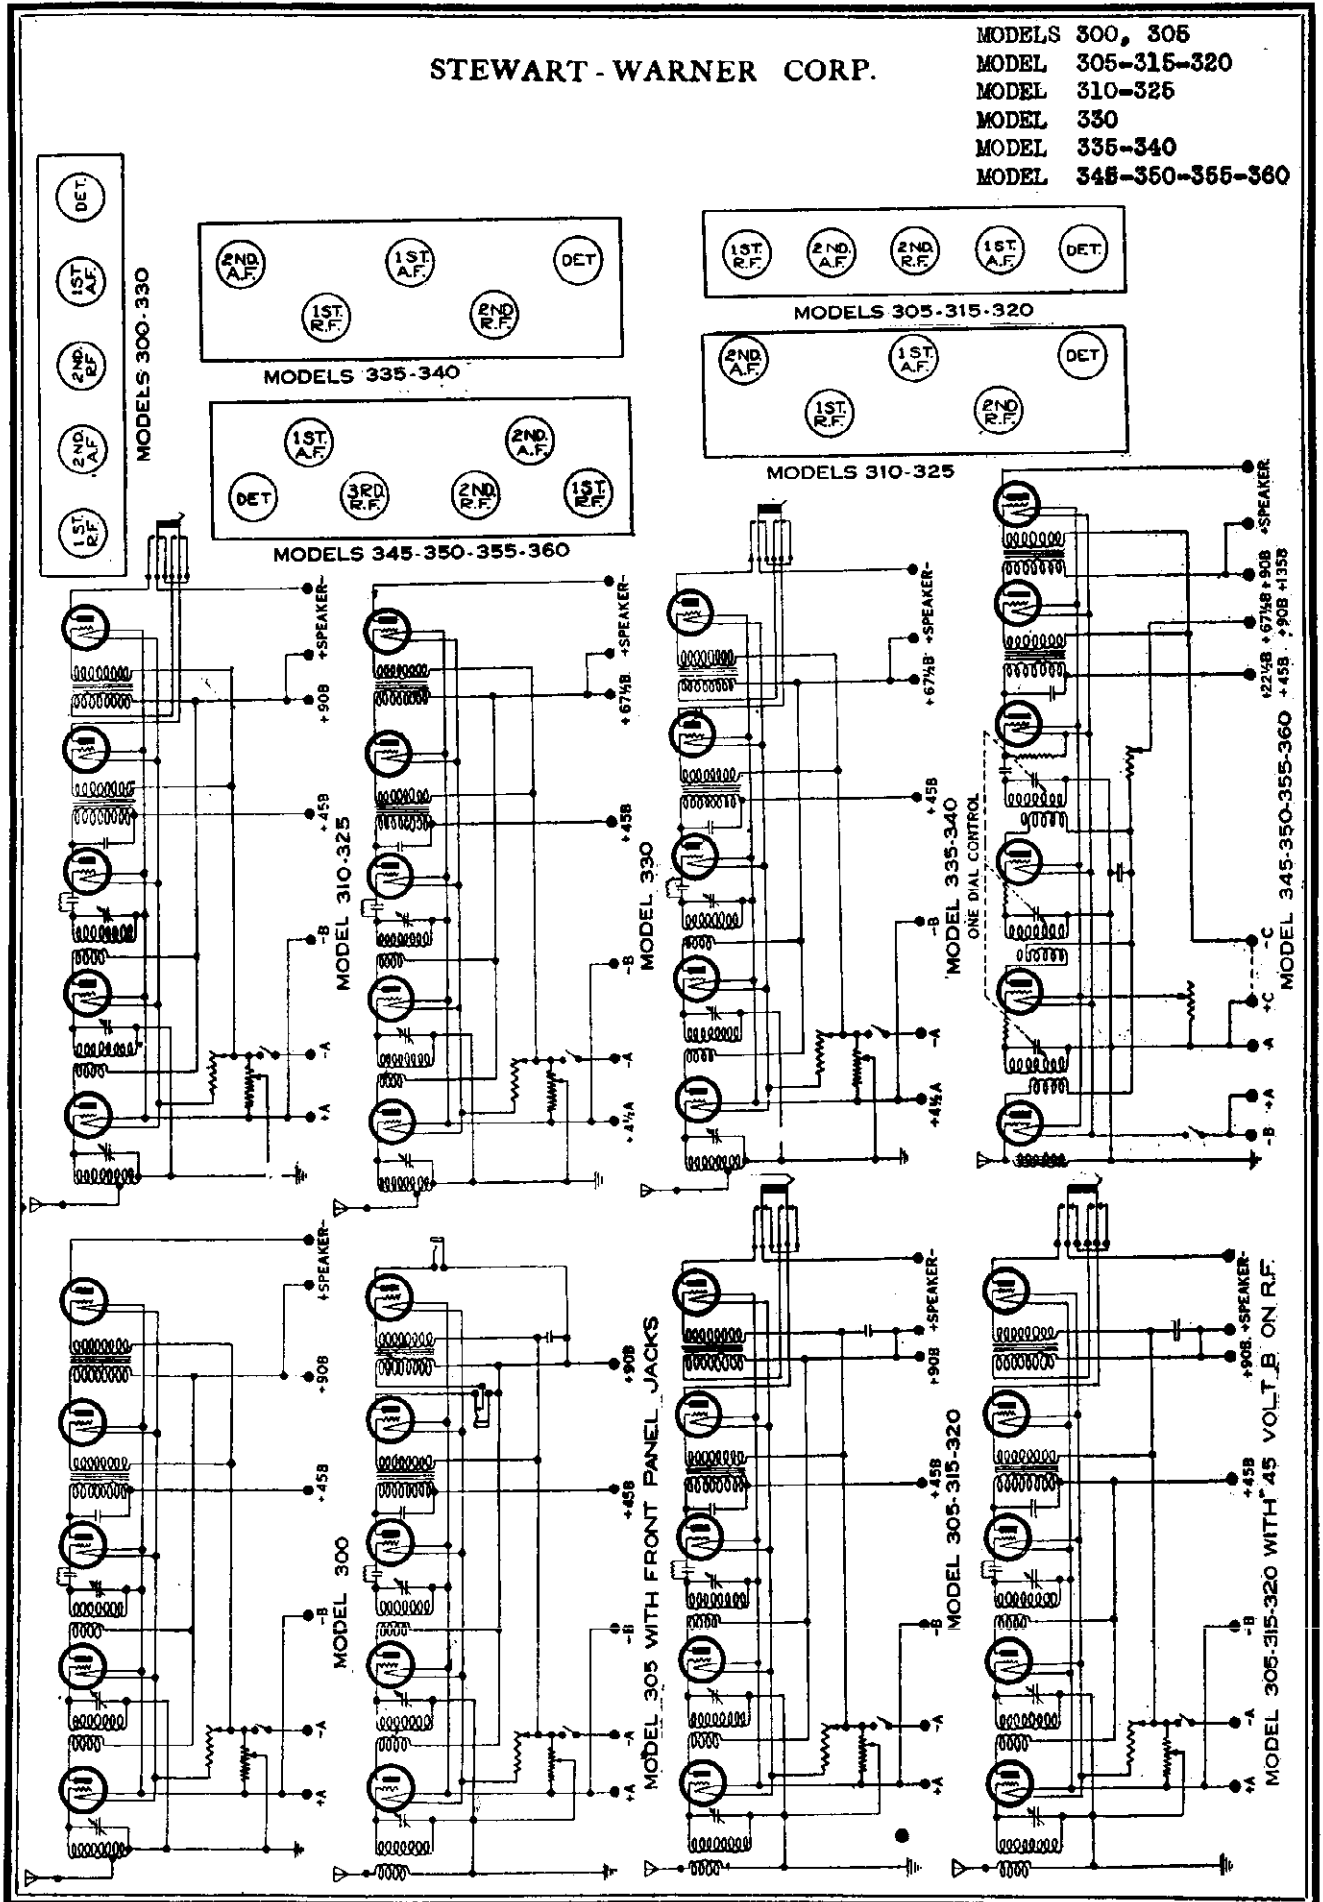 STEWART-WARNER CORP.
MODELS 300, 305
MODEL 305-315-320
MODEL 310-325
MODEL 330
MODEL 335-340
MODEL 345-350-355-360
DET.
1ST A.F.
2ND R.F
2ND. A.F
1ST R.F.
MODELS 300-330
2ND. A.F.
1ST. A.F.
DET
1ST R.F.
2ND R.F.
MODELS 335-340
1ST. R.F.
2ND. A.F.
2ND. R.F.
1ST. A.F.
DET.
MODELS 305-315-320
2ND. A.F.
1ST. A.F.
DET
1ST. R.F.
2ND R.F.
MODELS 310-325
1ST. A.F.
2ND. A.F.
DET
3RD. R.F.
2ND. R.F.
1ST. R.F.
MODELS 345-350-355-360
+A
-A
-B
+45B
+90B
+SPEAKER-
MODEL 310-325
+4½A
-A
-B
+45B
+67½B
+SPEAKER-
MODEL 330
+4½A
-A
-B
+45B
+67½B
+SPEAKER-
MODEL 335-340
ONE DIAL CONTROL
-B
+A
-A
+C
-C
+22½B
+67½B
+90B
+SPEAKER
MODEL 345-350-355-360
+45B
+90B
+135B
+A
-A
-B
+45B
+90B
+SPEAKER-
MODEL 300
+A
-A
-B
+45B
+90B
MODEL 305 WITH FRONT PANEL JACKS
+A
-A
-B
+45B
+90B
+SPEAKER-
MODEL 305-315-320
+A
-A
-B
+45B
+90B.
+SPEAKER-
MODEL 305-315-320 WITH 45 VOLT B ON R.F.